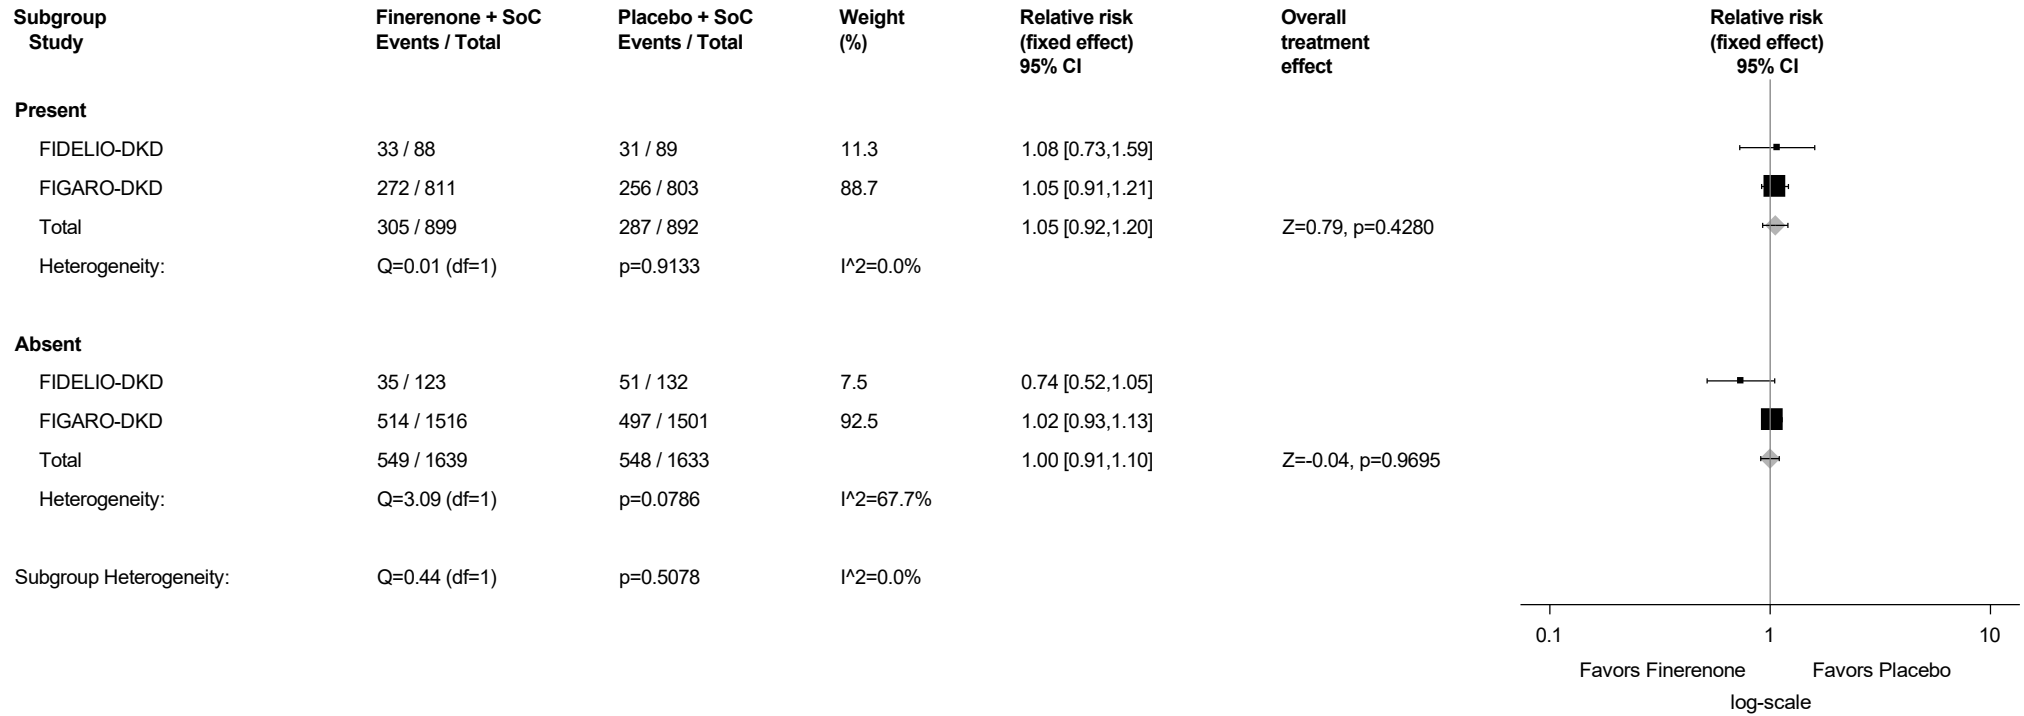 Subgroup Finerenone + SoC Placebo + SoC Weight Relative risk Overall Relative risk
Study Events / Total Events / Total (%) (fixed effect) treatment (fixed effect)
95% CI effect 95% CI
Present
FIDELIO-DKD 33 / 88 31 / 89 11.3 1.08 [0.73,1.59]
FIGARO-DKD 272 / 811 256 / 803 88.7 1.05 [0.91,1.21]
Total 305 / 899 287 / 892 1.05 [0.92,1.20] Z=0.79, p=0.4280
Heterogeneity: Q=0.01 (df=1) p=0.9133 I^2=0.0%
Absent
FIDELIO-DKD 35 / 123 51 / 132 7.5 0.74 [0.52,1.05]
FIGARO-DKD 514 / 1516 497 / 1501 92.5 1.02 [0.93,1.13]
Total 549 / 1639 548 / 1633 1.00 [0.91,1.10] Z=-0.04, p=0.9695
Heterogeneity: Q=3.09 (df=1) p=0.0786 I^2=67.7%
Subgroup Heterogeneity: Q=0.44 (df=1) p=0.5078 I^2=0.0%
0.1 1 10
Favors Finerenone Favors Placebo
log-scale